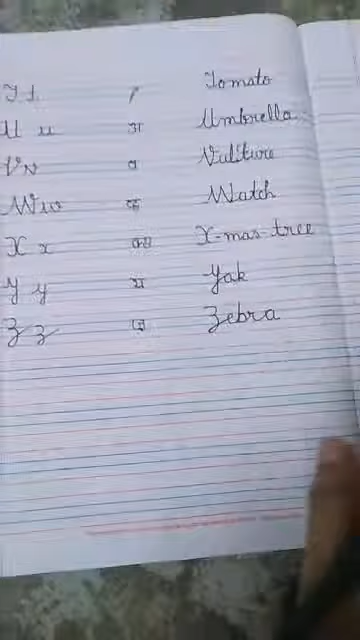 T t Tomato
U u अ Umbrella
V v व Vulture
W w Watch
X x X-mas tree
Y y य Yak
Z z ज Zebra